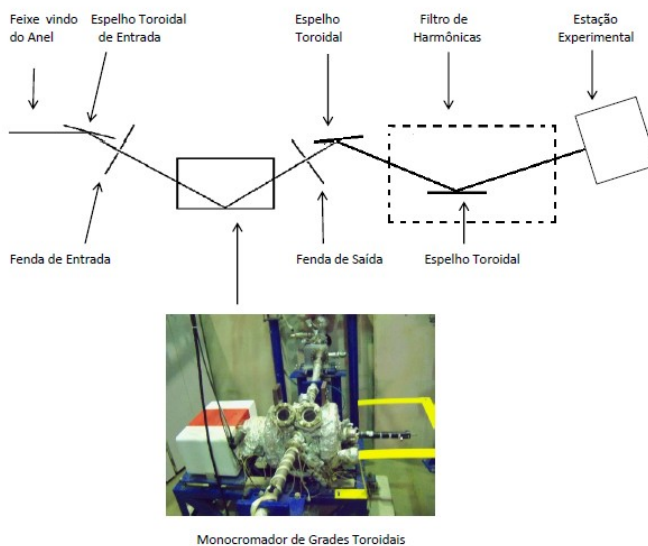 Feixe vindo
do Anel
Espelho Toroidal
de Entrada
Espelho
Toroidal
Filtro de
Harmônicas
Estação
Experimental
Fenda de Entrada
Fenda de Saída
Espelho Toroidal
Monocromador de Grades Toroidais